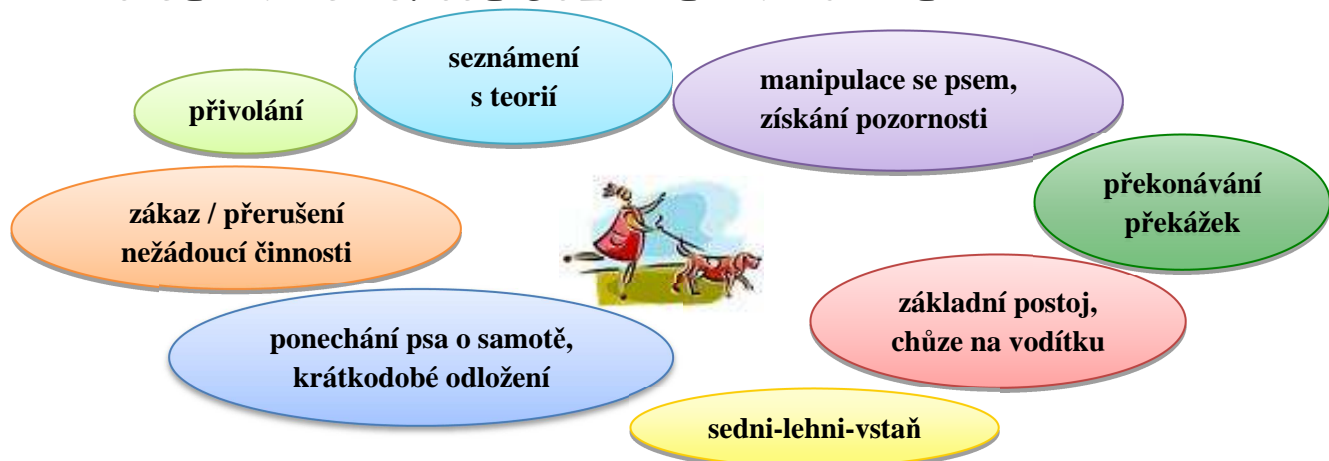 seznámení
s teorií
manipulace se psem,
získání pozornosti
přivolání
překonávání
překážek
zákaz / přerušení
nežádoucí činnosti
základní postoj,
chůze na vodítku
ponechání psa o samotě,
krátkodobé odložení
sedni-lehni-vstaň